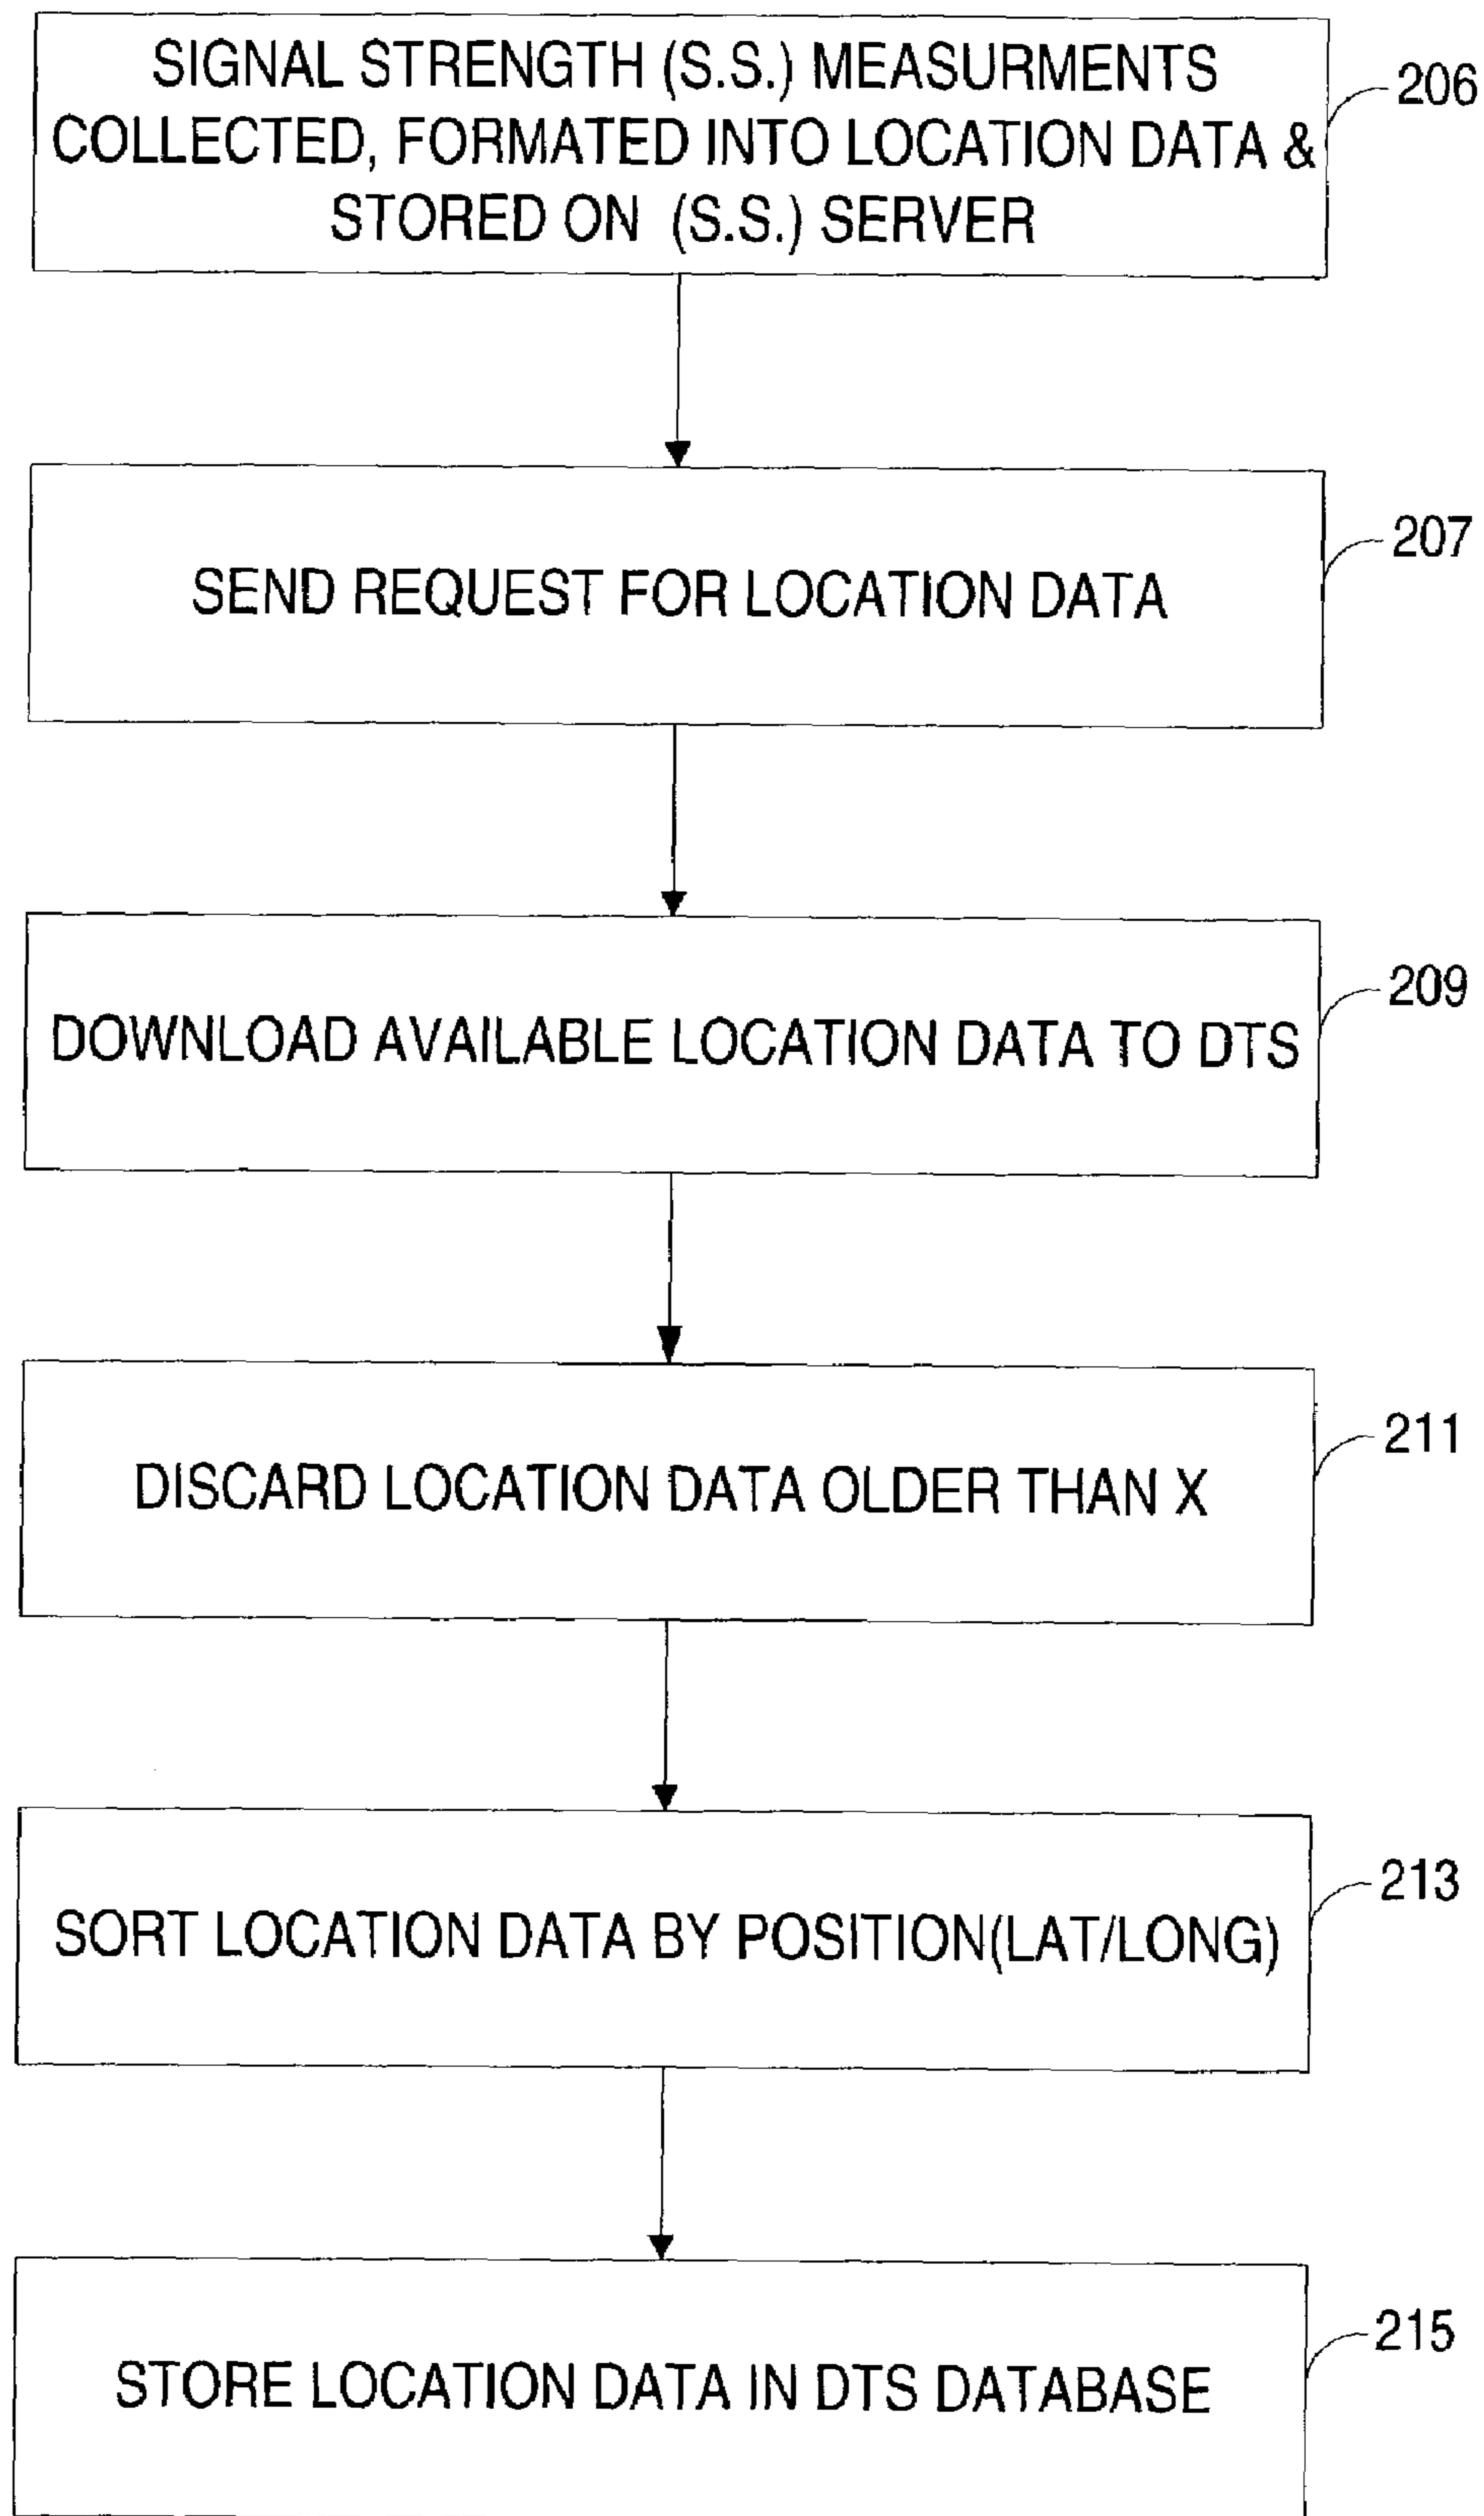 SIGNAL STRENGTH (S.S.) MEASURMENTS
COLLECTED, FORMATED INTO LOCATION DATA &
STORED ON (S.S.) SERVER
206
SEND REQUEST FOR LOCATION DATA
207
DOWNLOAD AVAILABLE LOCATION DATA TO DTS
209
DISCARD LOCATION DATA OLDER THAN X
211
SORT LOCATION DATA BY POSITION(LAT/LONG)
213
STORE LOCATION DATA IN DTS DATABASE
215